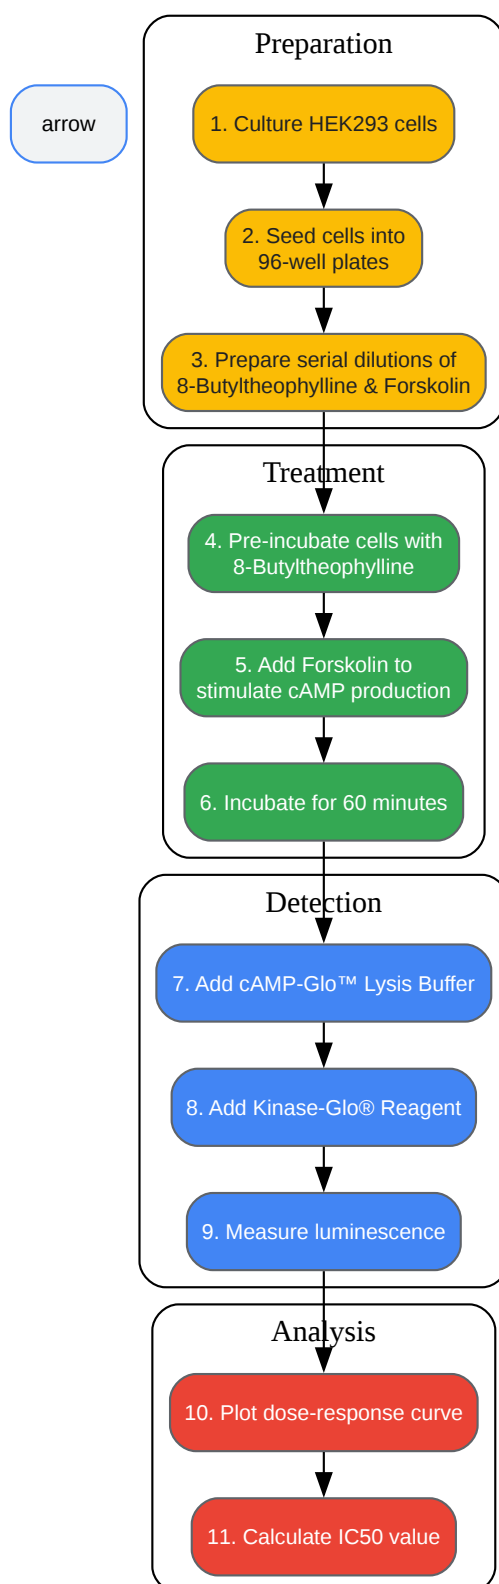 Preparation
arrow
1. Culture HEK293 cells
2. Seed cells into
96-well plates
3. Prepare serial dilutions of
8-Butyltheophylline & Forskolin
Treatment
4. Pre-incubate cells with
8-Butyltheophylline
5. Add Forskolin to
stimulate cAMP production
6. Incubate for 60 minutes
Detection
7. Add cAMP-Glo™ Lysis Buffer
8. Add Kinase-Glo® Reagent
9. Measure luminescence
Analysis
10. Plot dose-response curve
11. Calculate IC50 value